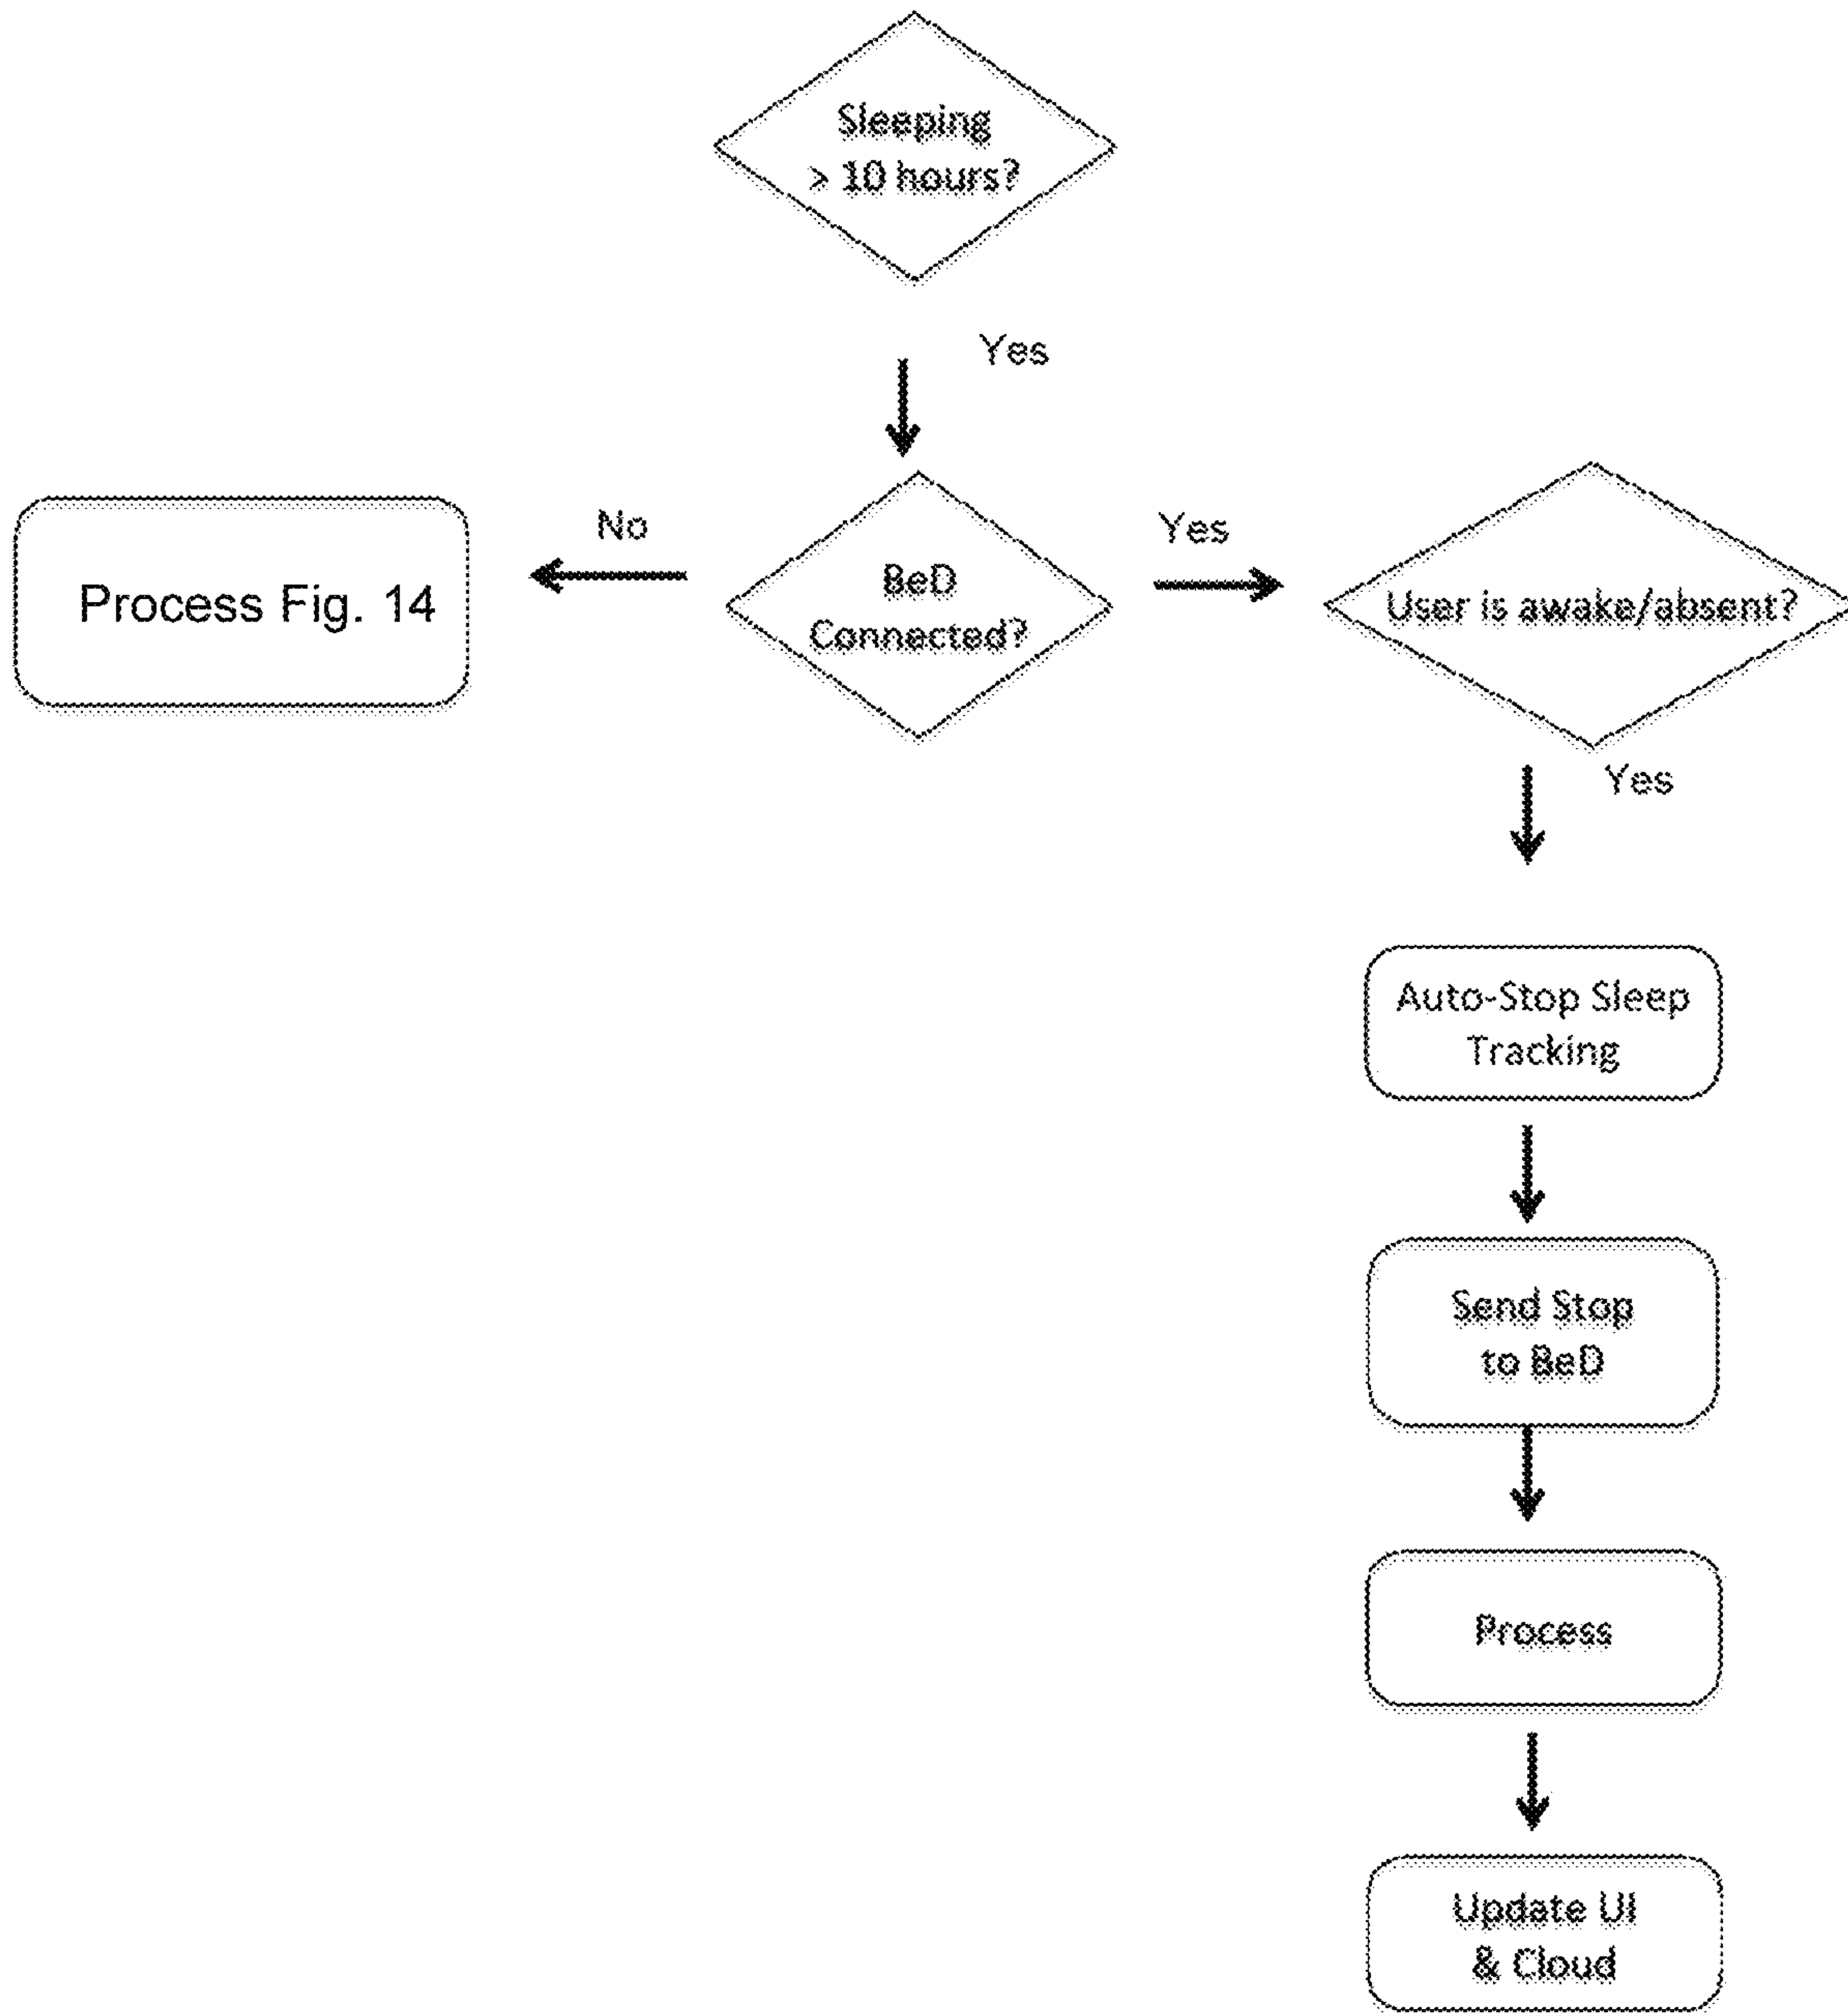 Sleeping
> 10 hours?
Yes
Process Fig. 14
No
BeD
Connected?
Yes
User is awake/absent?
Yes
Auto-Stop Sleep
Tracking
Send Stop
to BeD
Process
Update UI
& Cloud